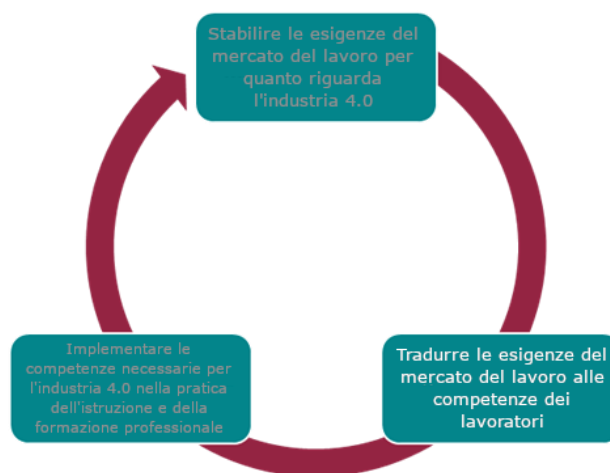 Stabilire le esigenze del
mercato del lavoro per
quanto riguarda
l'industria 4.0
Tradurre le esigenze del
mercato del lavoro alle
competenze dei
lavoratori
Implementare le
competenze necessarie per
l'industria 4.0 nella pratica
dell'istruzione e della
formazione professionale